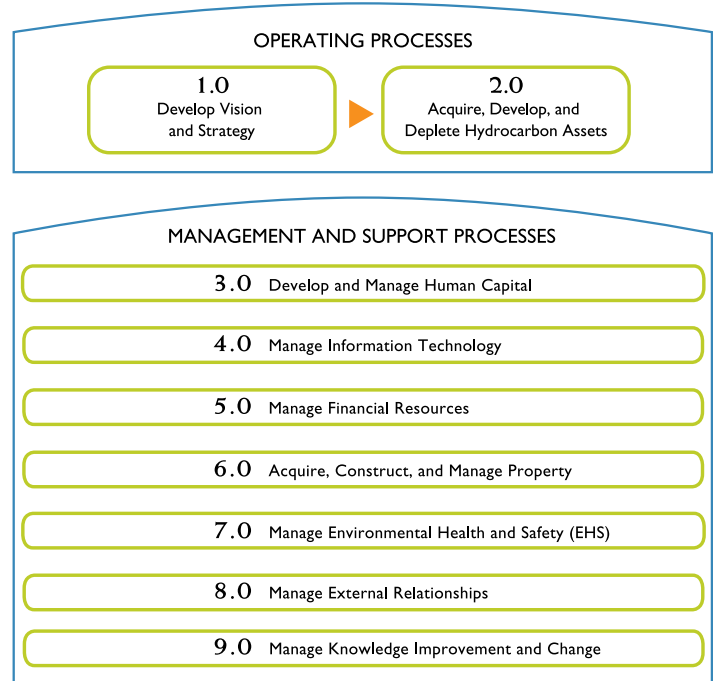 OPERATING PROCESSES
1.0
Develop Vision
and Strategy
2.0
Acquire, Develop, and
Deplete Hydrocarbon Assets
MANAGEMENT AND SUPPORT PROCESSES
3.0 Develop and Manage Human Capital
4.0 Manage Information Technology
5.0 Manage Financial Resources
6.0 Acquire, Construct, and Manage Property
7.0 Manage Environmental Health and Safety (EHS)
8.0 Manage External Relationships
9.0 Manage Knowledge Improvement and Change